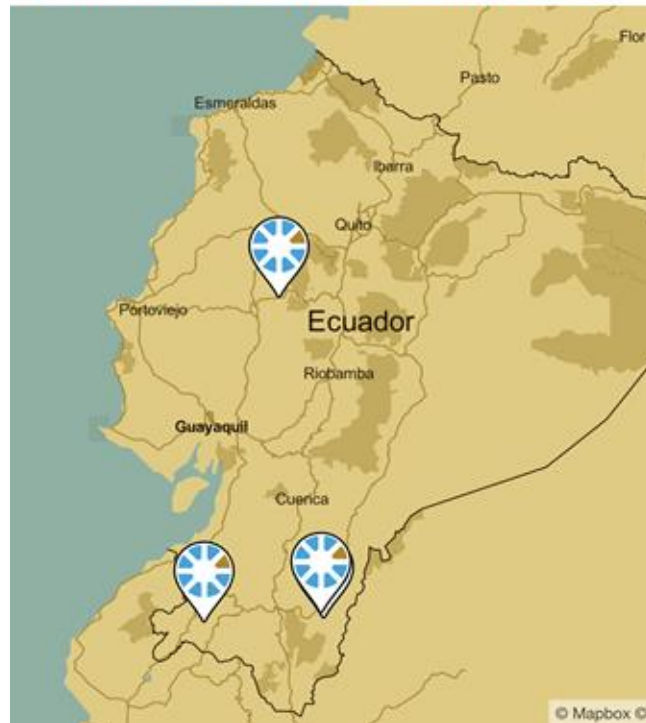 Flor
Pasto
Esmeraldas
Ibarra
Quito
Portoviejo
Ecuador
Riobamba
Guayaquil
Cuenca
© Mapbox ©